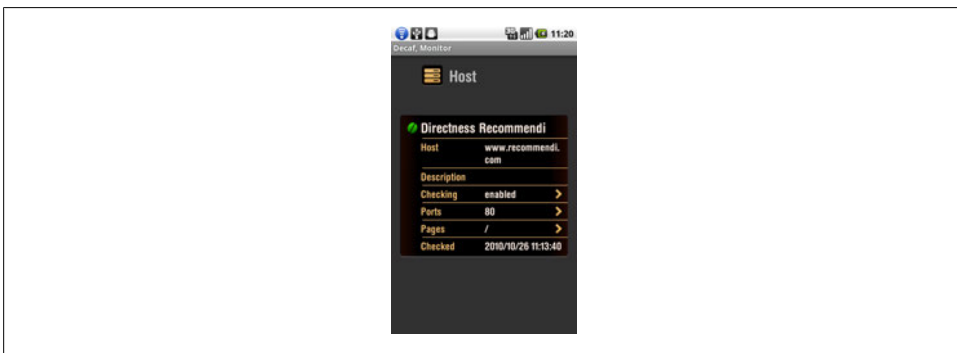 11:20
Decaf, Monitor
Host
Directness Recommendi
Host www.recommendi.
com
Description
Checking enabled
Ports 80
Pages /
Checked 2010/10/26 11:13:40